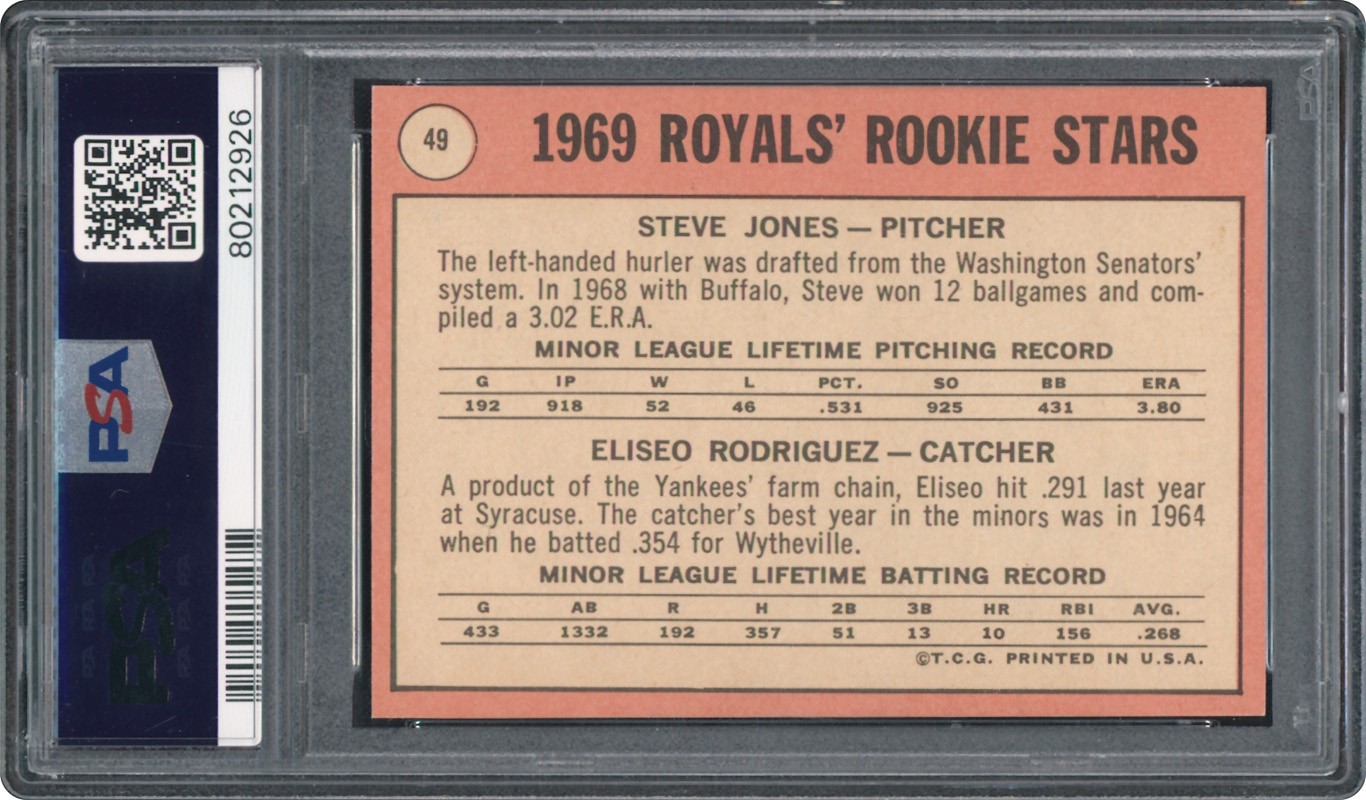 80212926
PSA
PSA
49
1969 ROYALS' ROOKIE STARS
STEVE JONES — PITCHER
The left-handed hurler was drafted from the Washington Senators'
system. In 1968 with Buffalo, Steve won 12 ballgames and com-
piled a 3.02 E.R.A.
MINOR LEAGUE LIFETIME PITCHING RECORD
G IP W L PCT. SO BB ERA
192 918 52 46 .531 925 431 3.80
ELISEO RODRIGUEZ — CATCHER
A product of the Yankees' farm chain, Eliseo hit .291 last year
at Syracuse. The catcher's best year in the minors was in 1964
when he batted .354 for Wytheville.
MINOR LEAGUE LIFETIME BATTING RECORD
G AB R H 2B 3B HR RBI AVG.
433 1332 192 357 51 13 10 156 .268
©T.C.G. PRINTED IN U.S.A.
PSA